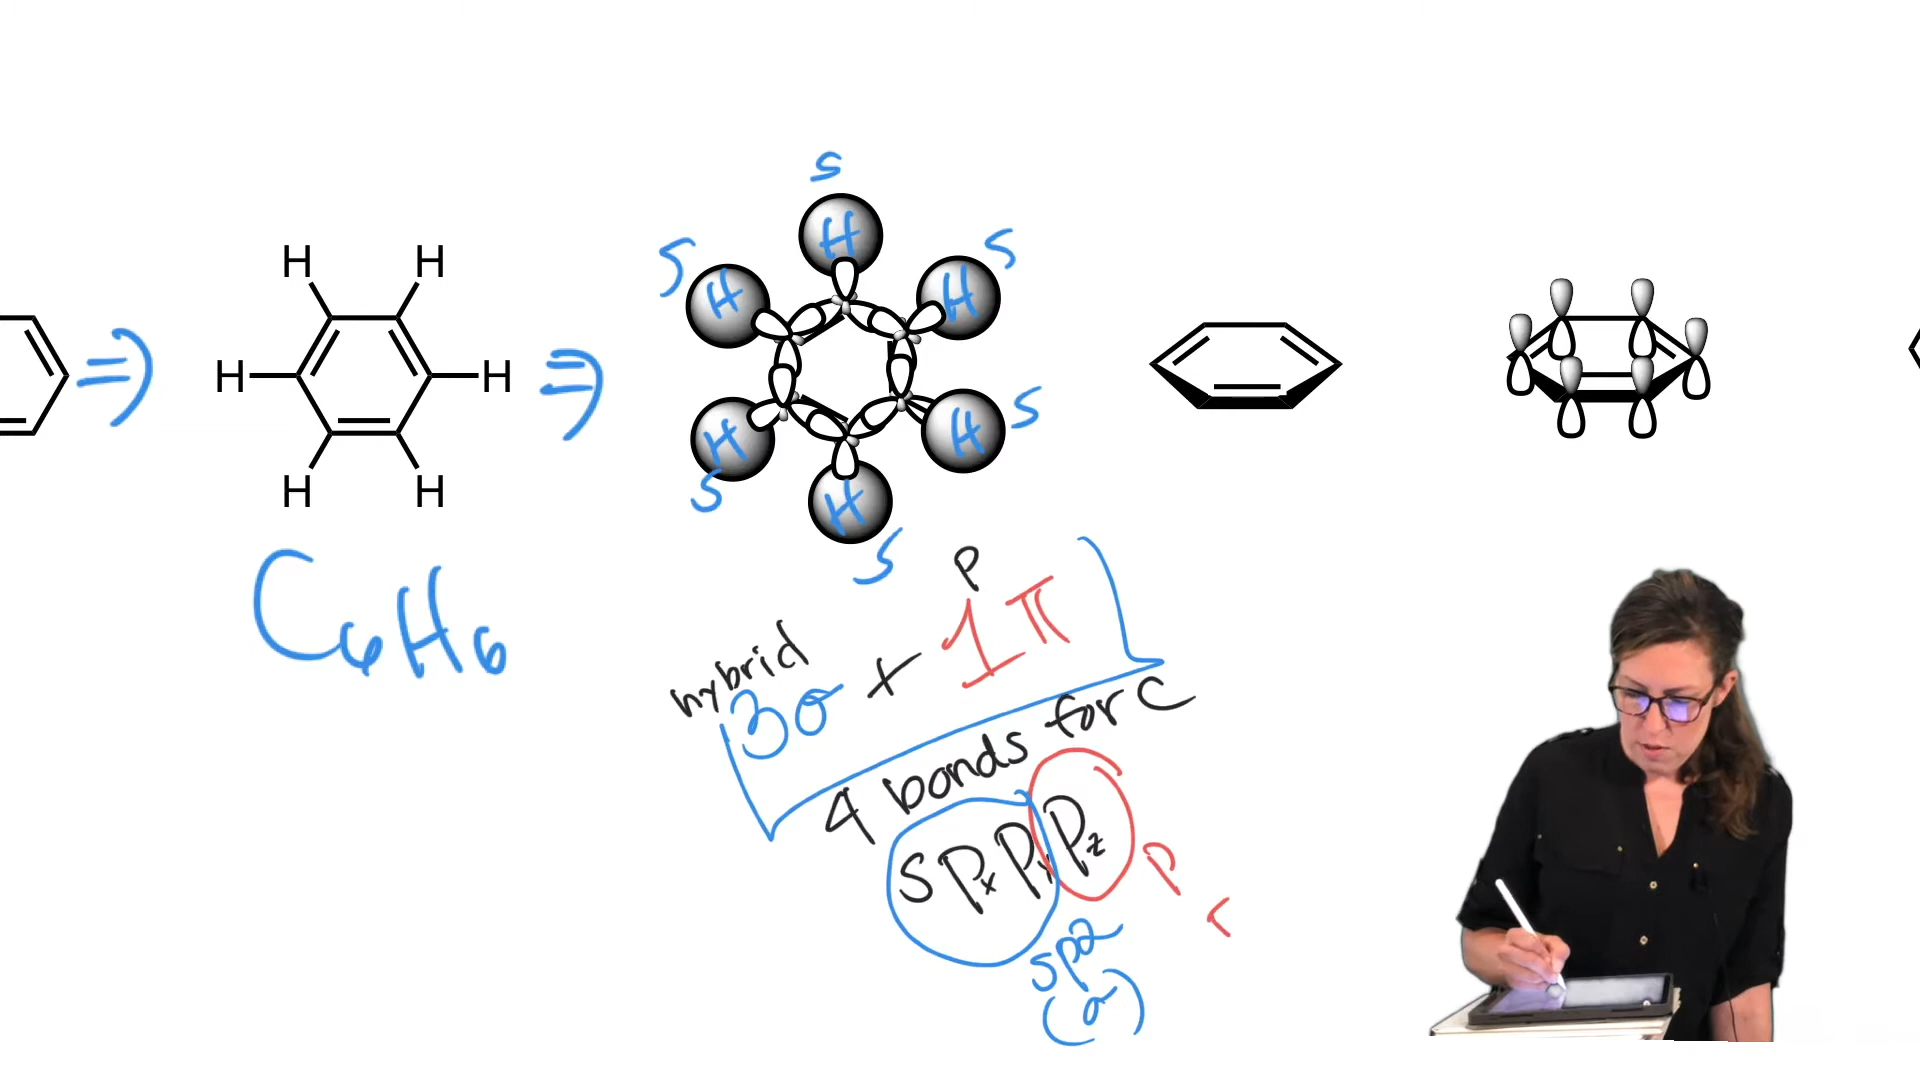 S
S H S
H H
H H
H H
H H
H H
H S
S H
H
S
C6H6
p
hybrid
3σ + 1π
4 bonds for C
s px py pz
p
sp2
(σ)